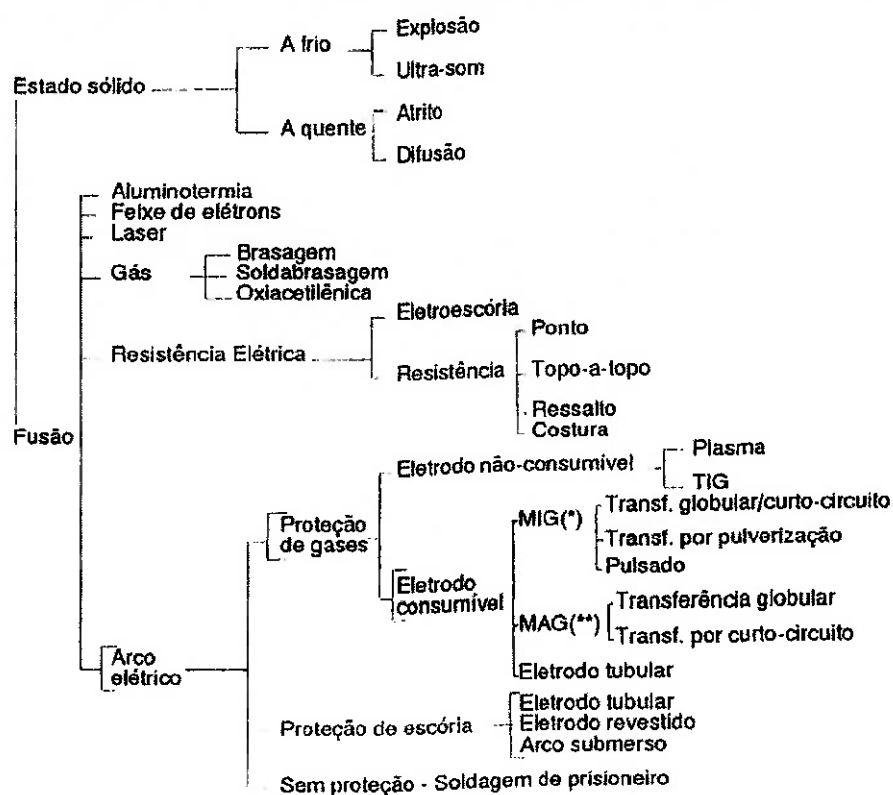 Explosão
A frio
Ultra-som
Estado sólido
Atrito
A quente
Difusão
Aluminotermia
Feixe de elétrons
Laser
Brasagem
Gás
Soldabrasagem
Oxiacetilênica
Eletroescória
Ponto
Resistência Elétrica
Resistência
Topo-a-topo
Ressalto
Costura
Fusão
Plasma
Eletrodo não-consumível
TIG
Transf. globular/curto-circuito
MIG(*)
Proteção
de gases
Transf. por pulverização
Pulsado
Eletrodo
consumível
Transferência globular
MAG(**)
Transf. por curto-circuito
Arco
elétrico
Eletrodo tubular
Eletrodo tubular
Proteção de escória
Eletrodo revestido
Arco submerso
Sem proteção - Soldagem de prisioneiro